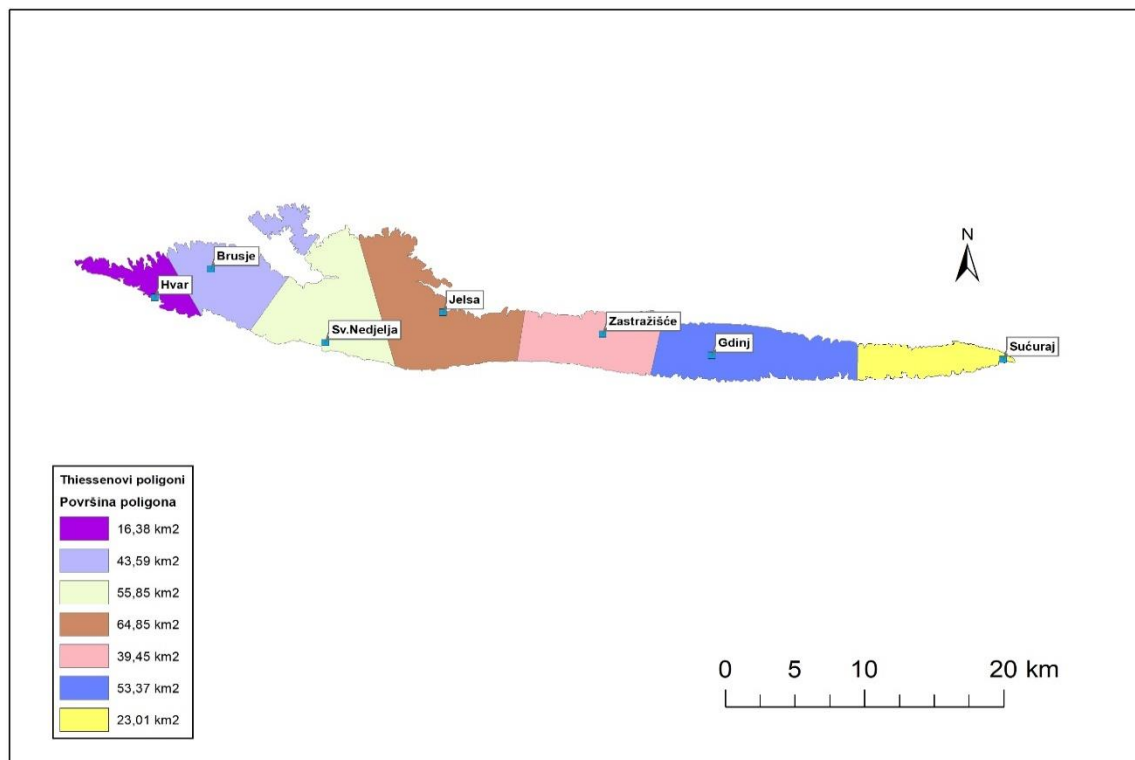 N
Brusje
Hvar
Jelsa
Sv.Nedjelja
Zastražišće
Gdinj
Sućuraj
Thiessenovi poligoni
Površina poligona
16,38 km2
43,59 km2
55,85 km2
64,85 km2
39,45 km2
53,37 km2
23,01 km2
0 5 10 20 km